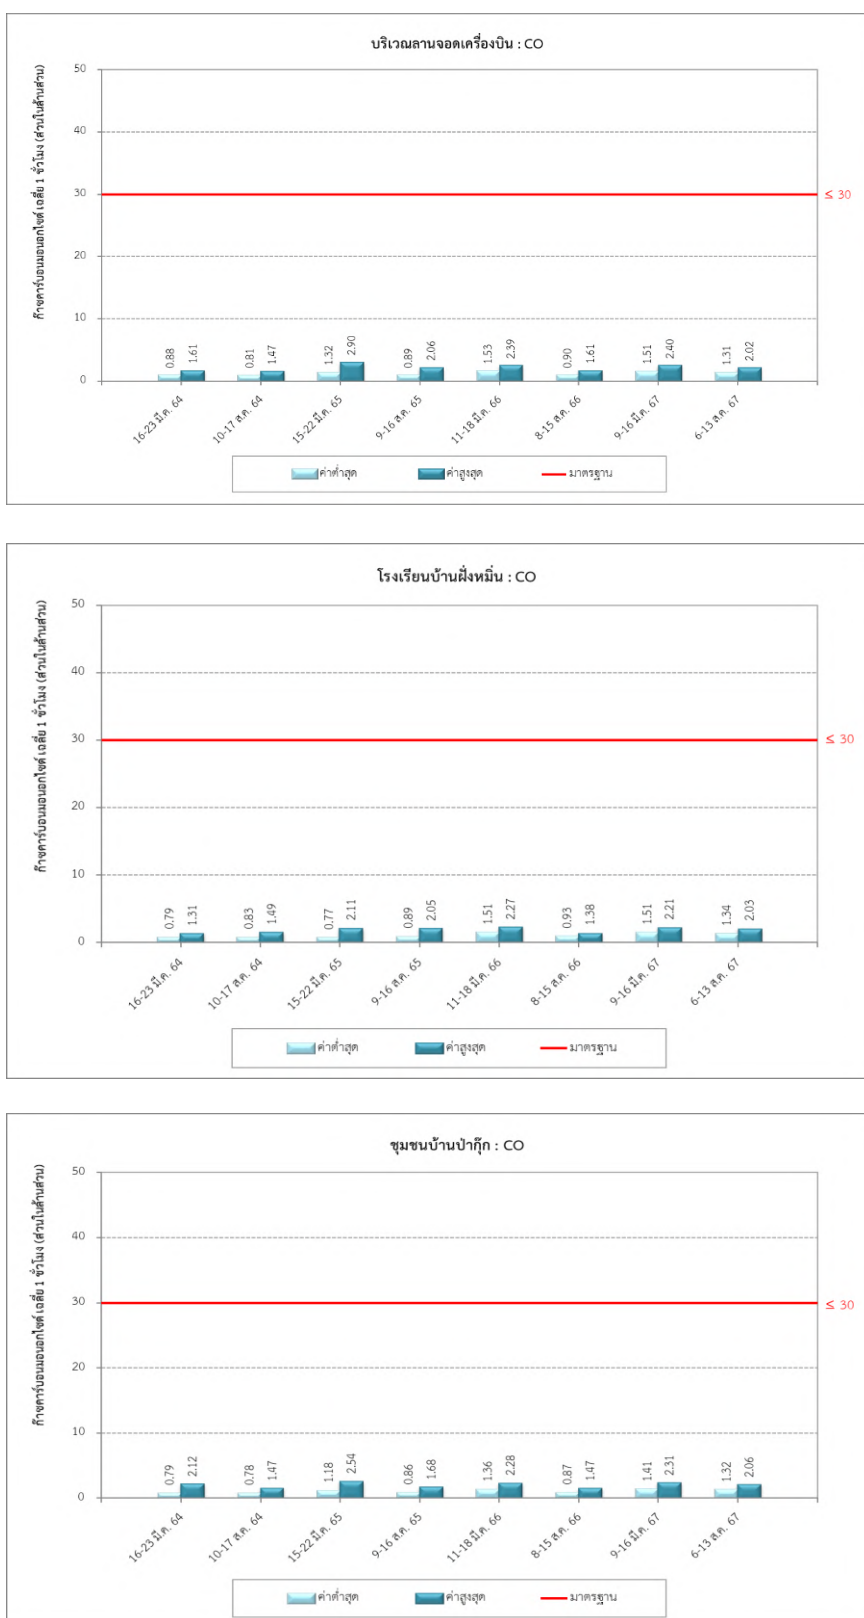 บริเวณลานจอดเครื่องบิน : CO
ก๊าซคาร์บอนมอนอกไซด์ เฉลี่ย 1 ชั่วโมง (ส่วนในล้านส่วน)
50
40
30
20
10
0
≤ 30
0.88 1.61 0.81 1.47 1.32 2.90 0.89 2.06 1.53 2.39 0.90 1.61 1.51 2.40 1.31 2.02
16-23 มี.ค. 64 10-17 ส.ค. 64 15-22 มี.ค. 65 9-16 ส.ค. 65 11-18 มี.ค. 66 8-15 ส.ค. 66 9-16 มี.ค. 67 6-13 ส.ค. 67
ค่าต่ำสุด ค่าสูงสุด มาตรฐาน
โรงเรียนบ้านฝั่งหมิ่น : CO
ก๊าซคาร์บอนมอนอกไซด์ เฉลี่ย 1 ชั่วโมง (ส่วนในล้านส่วน)
50
40
30
20
10
0
≤ 30
0.79 1.31 0.83 1.49 0.77 2.11 0.89 2.05 1.51 2.27 0.93 1.38 1.51 2.21 1.34 2.03
16-23 มี.ค. 64 10-17 ส.ค. 64 15-22 มี.ค. 65 9-16 ส.ค. 65 11-18 มี.ค. 66 8-15 ส.ค. 66 9-16 มี.ค. 67 6-13 ส.ค. 67
ค่าต่ำสุด ค่าสูงสุด มาตรฐาน
ชุมชนบ้านป่ากุ๊ก : CO
ก๊าซคาร์บอนมอนอกไซด์ เฉลี่ย 1 ชั่วโมง (ส่วนในล้านส่วน)
50
40
30
20
10
0
≤ 30
0.79 2.12 0.78 1.47 1.18 2.54 0.86 1.68 1.36 2.28 0.87 1.47 1.41 2.31 1.32 2.06
16-23 มี.ค. 64 10-17 ส.ค. 64 15-22 มี.ค. 65 9-16 ส.ค. 65 11-18 มี.ค. 66 8-15 ส.ค. 66 9-16 มี.ค. 67 6-13 ส.ค. 67
ค่าต่ำสุด ค่าสูงสุด มาตรฐาน